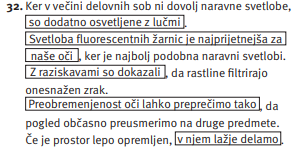 32. Ker v večini delovnih sob ni dovolj naravne svetlobe,
so dodatno osvetljene z lučmi.
Svetloba fluorescentnih žarnic je najprijetnejša za
naše oči, ker je najbolj podobna naravni svetlobi.
Z raziskavami so dokazali, da rastline filtrirajo
onesnažen zrak.
Preobremenjenost oči lahko preprečimo tako, da
pogled občasno preusmerimo na druge predmete.
Če je prostor lepo opremljen, v njem lažje delamo.